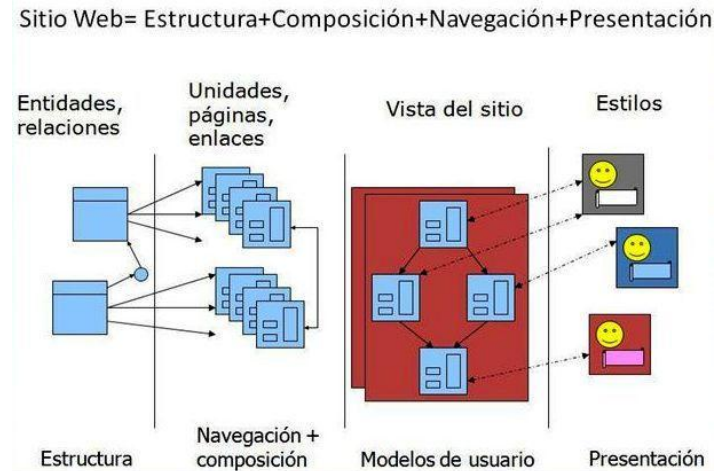 Sitio Web= Estructura+Composición+Navegación+Presentación
Entidades,
relaciones
Unidades,
páginas,
enlaces
Vista del sitio
Estilos
Estructura
Navegación +
composición
Modelos de usuario
Presentación